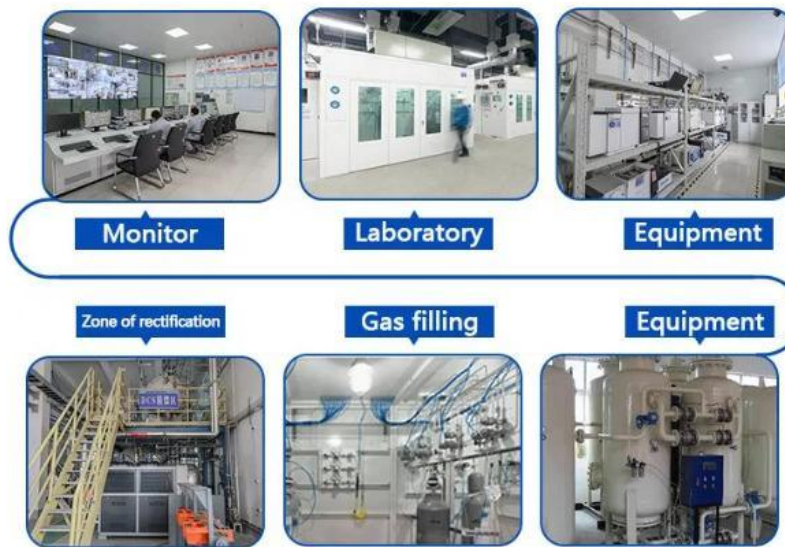 Monitor
Laboratory
Equipment
Zone of rectification
Gas filling
Equipment